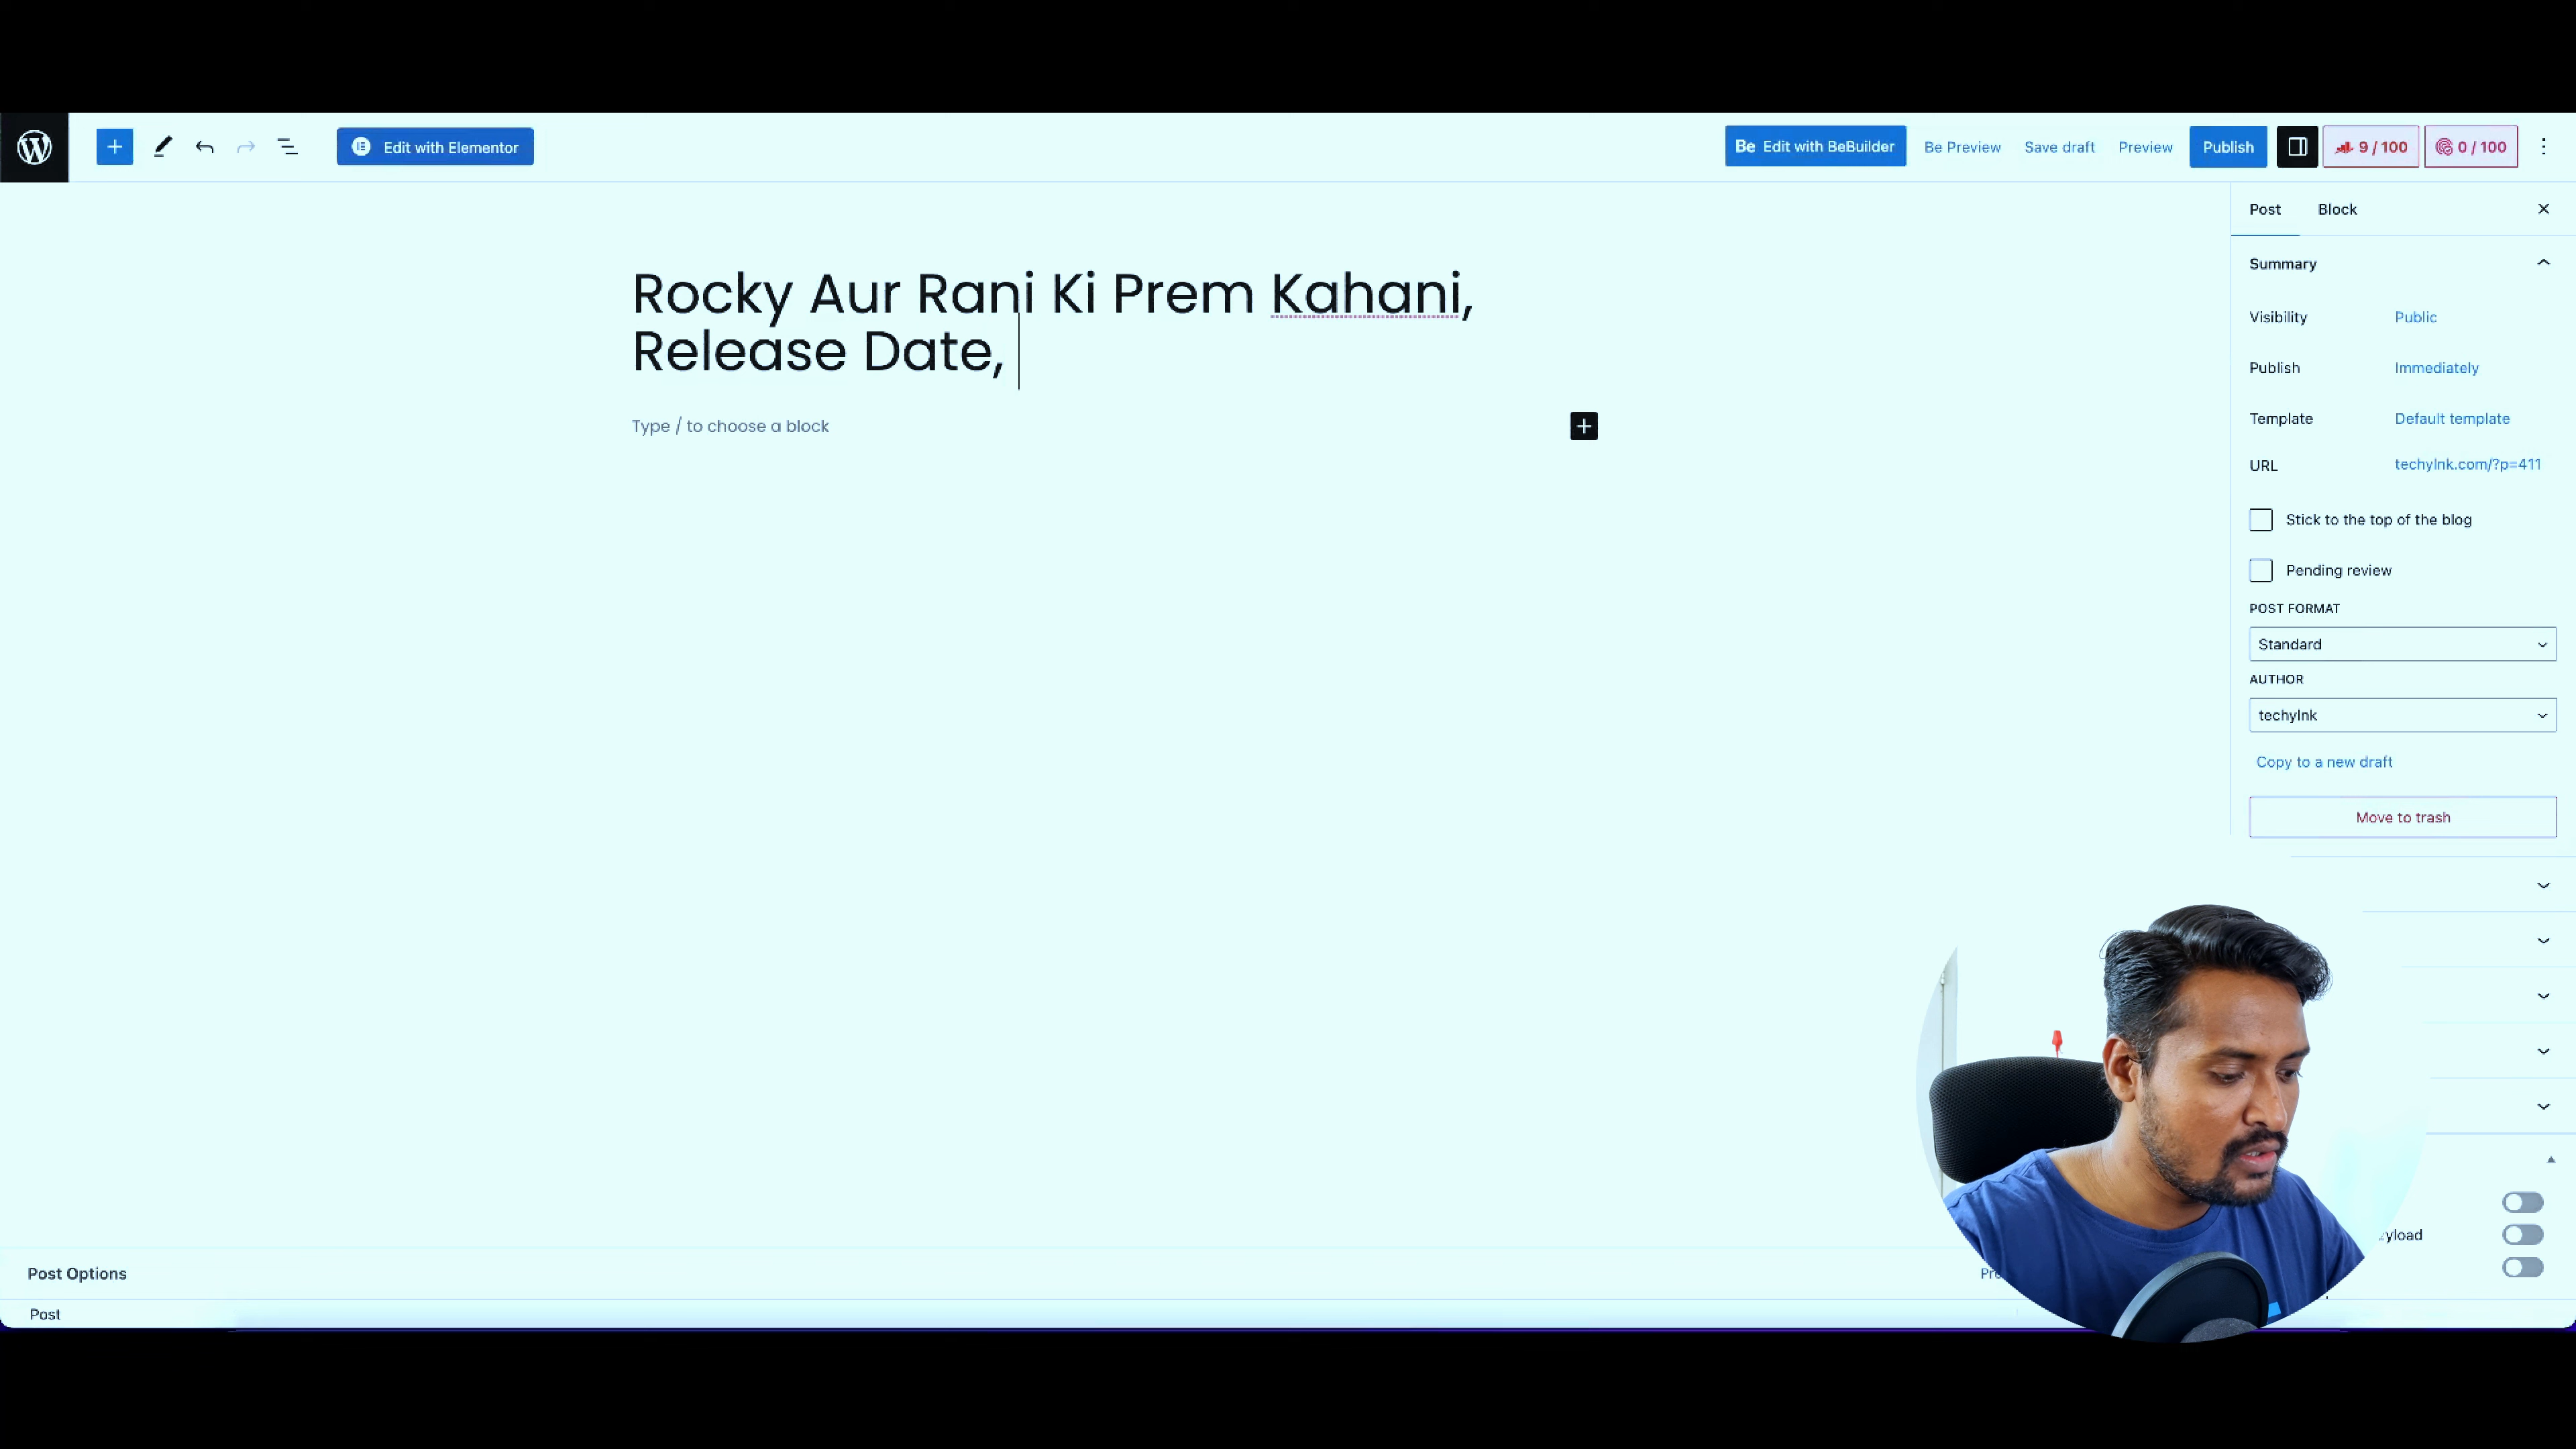 Edit with Elementor
Be Edit with BeBuilder
Be Preview
Save draft
Preview
Publish
9 / 100
0 / 100
Post
Block
Rocky Aur Rani Ki Prem Kahani,
Release Date,
Type / to choose a block
Summary
Visibility Public
Publish Immediately
Template Default template
URL techylnk.com/?p=411
Stick to the top of the blog
Pending review
POST FORMAT
Standard
AUTHOR
techylnk
Copy to a new draft
Move to trash
yload
Post Options
Pre
Post